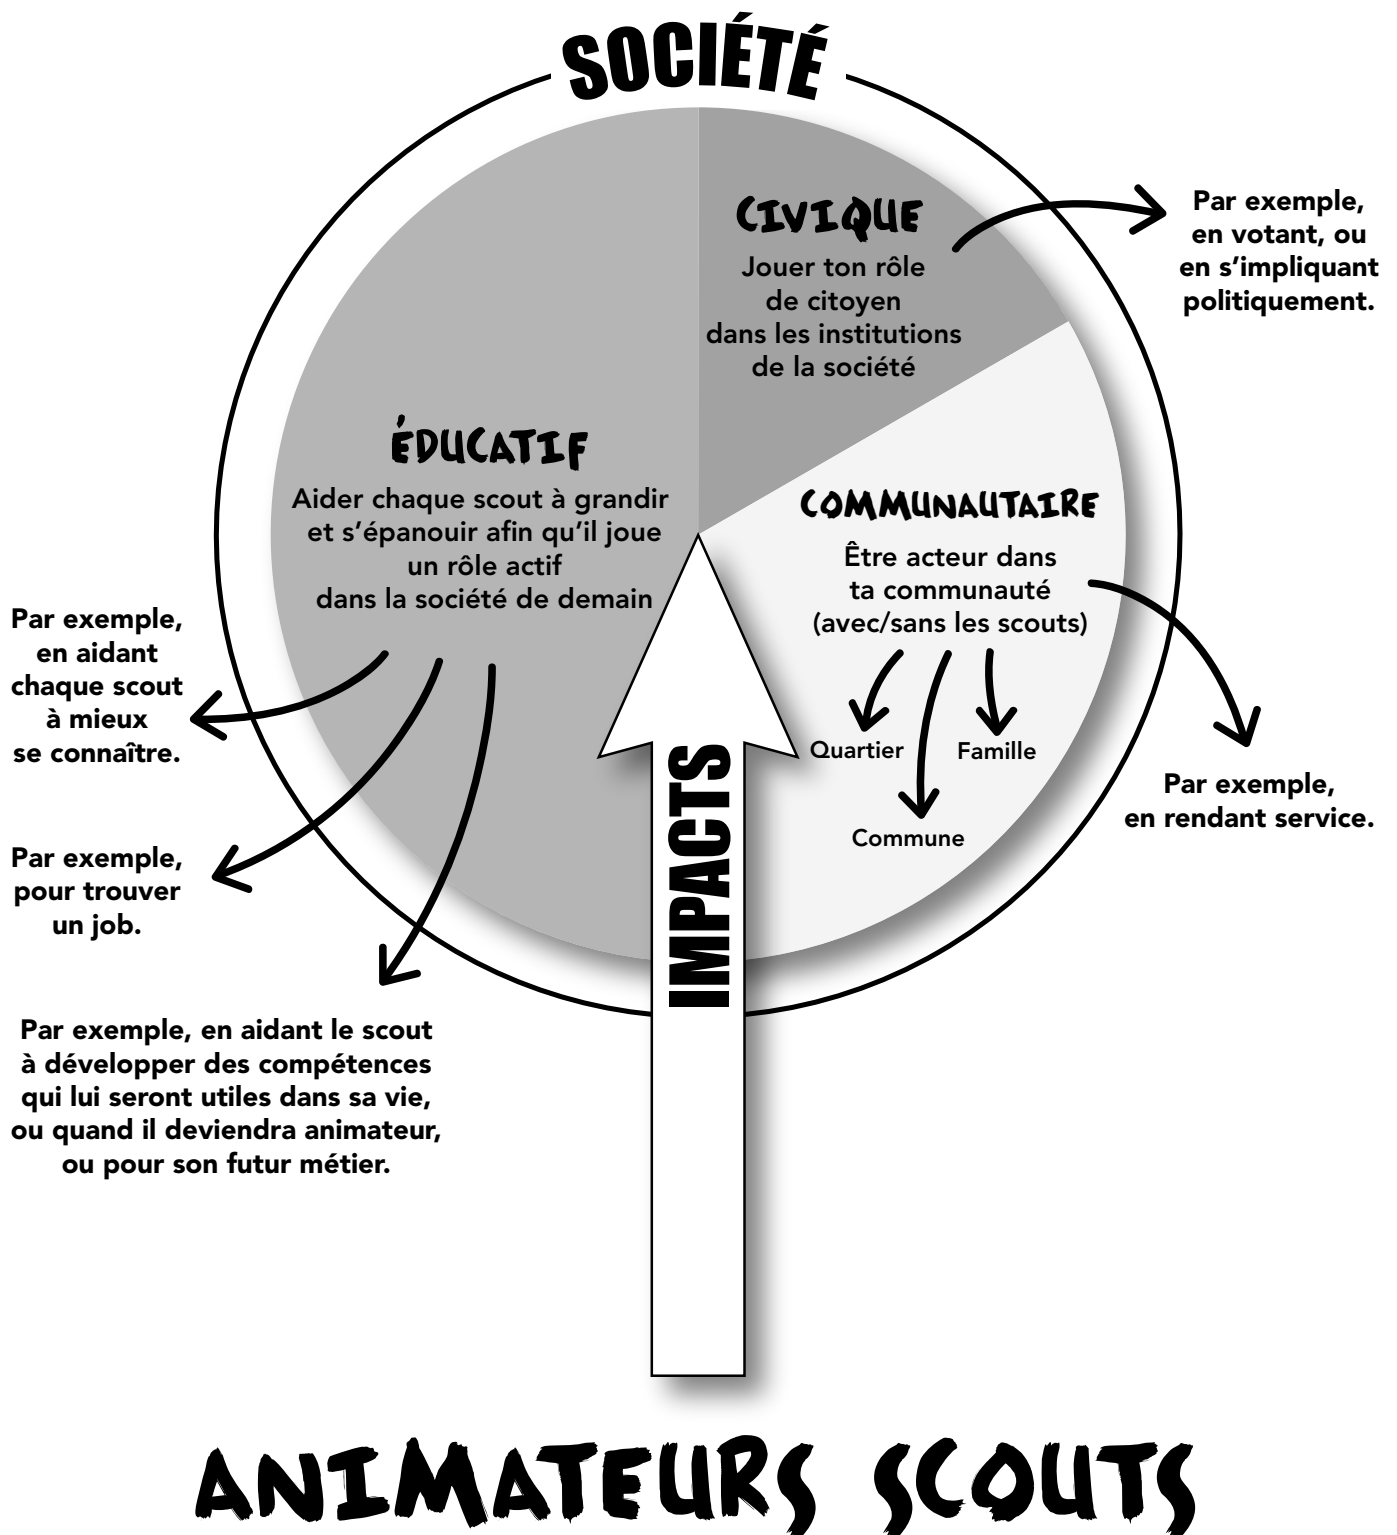 SOCIÉTÉ
CIVIQUE
Jouer ton rôle
de citoyen
dans les institutions
de la société
Par exemple,
en votant, ou
en s’impliquant
politiquement.
ÉDUCATIF
Aider chaque scout à grandir
et s’épanouir afin qu’il joue
un rôle actif
dans la société de demain
COMMUNAUTAIRE
Être acteur dans
ta communauté
(avec/sans les scouts)
Quartier
Famille
Commune
Par exemple,
en rendant service.
Par exemple,
en aidant
chaque scout
à mieux
se connaître.
Par exemple,
pour trouver
un job.
Par exemple, en aidant le scout
à développer des compétences
qui lui seront utiles dans sa vie,
ou quand il deviendra animateur,
ou pour son futur métier.
IMPACTS
ANIMATEURS SCOUTS